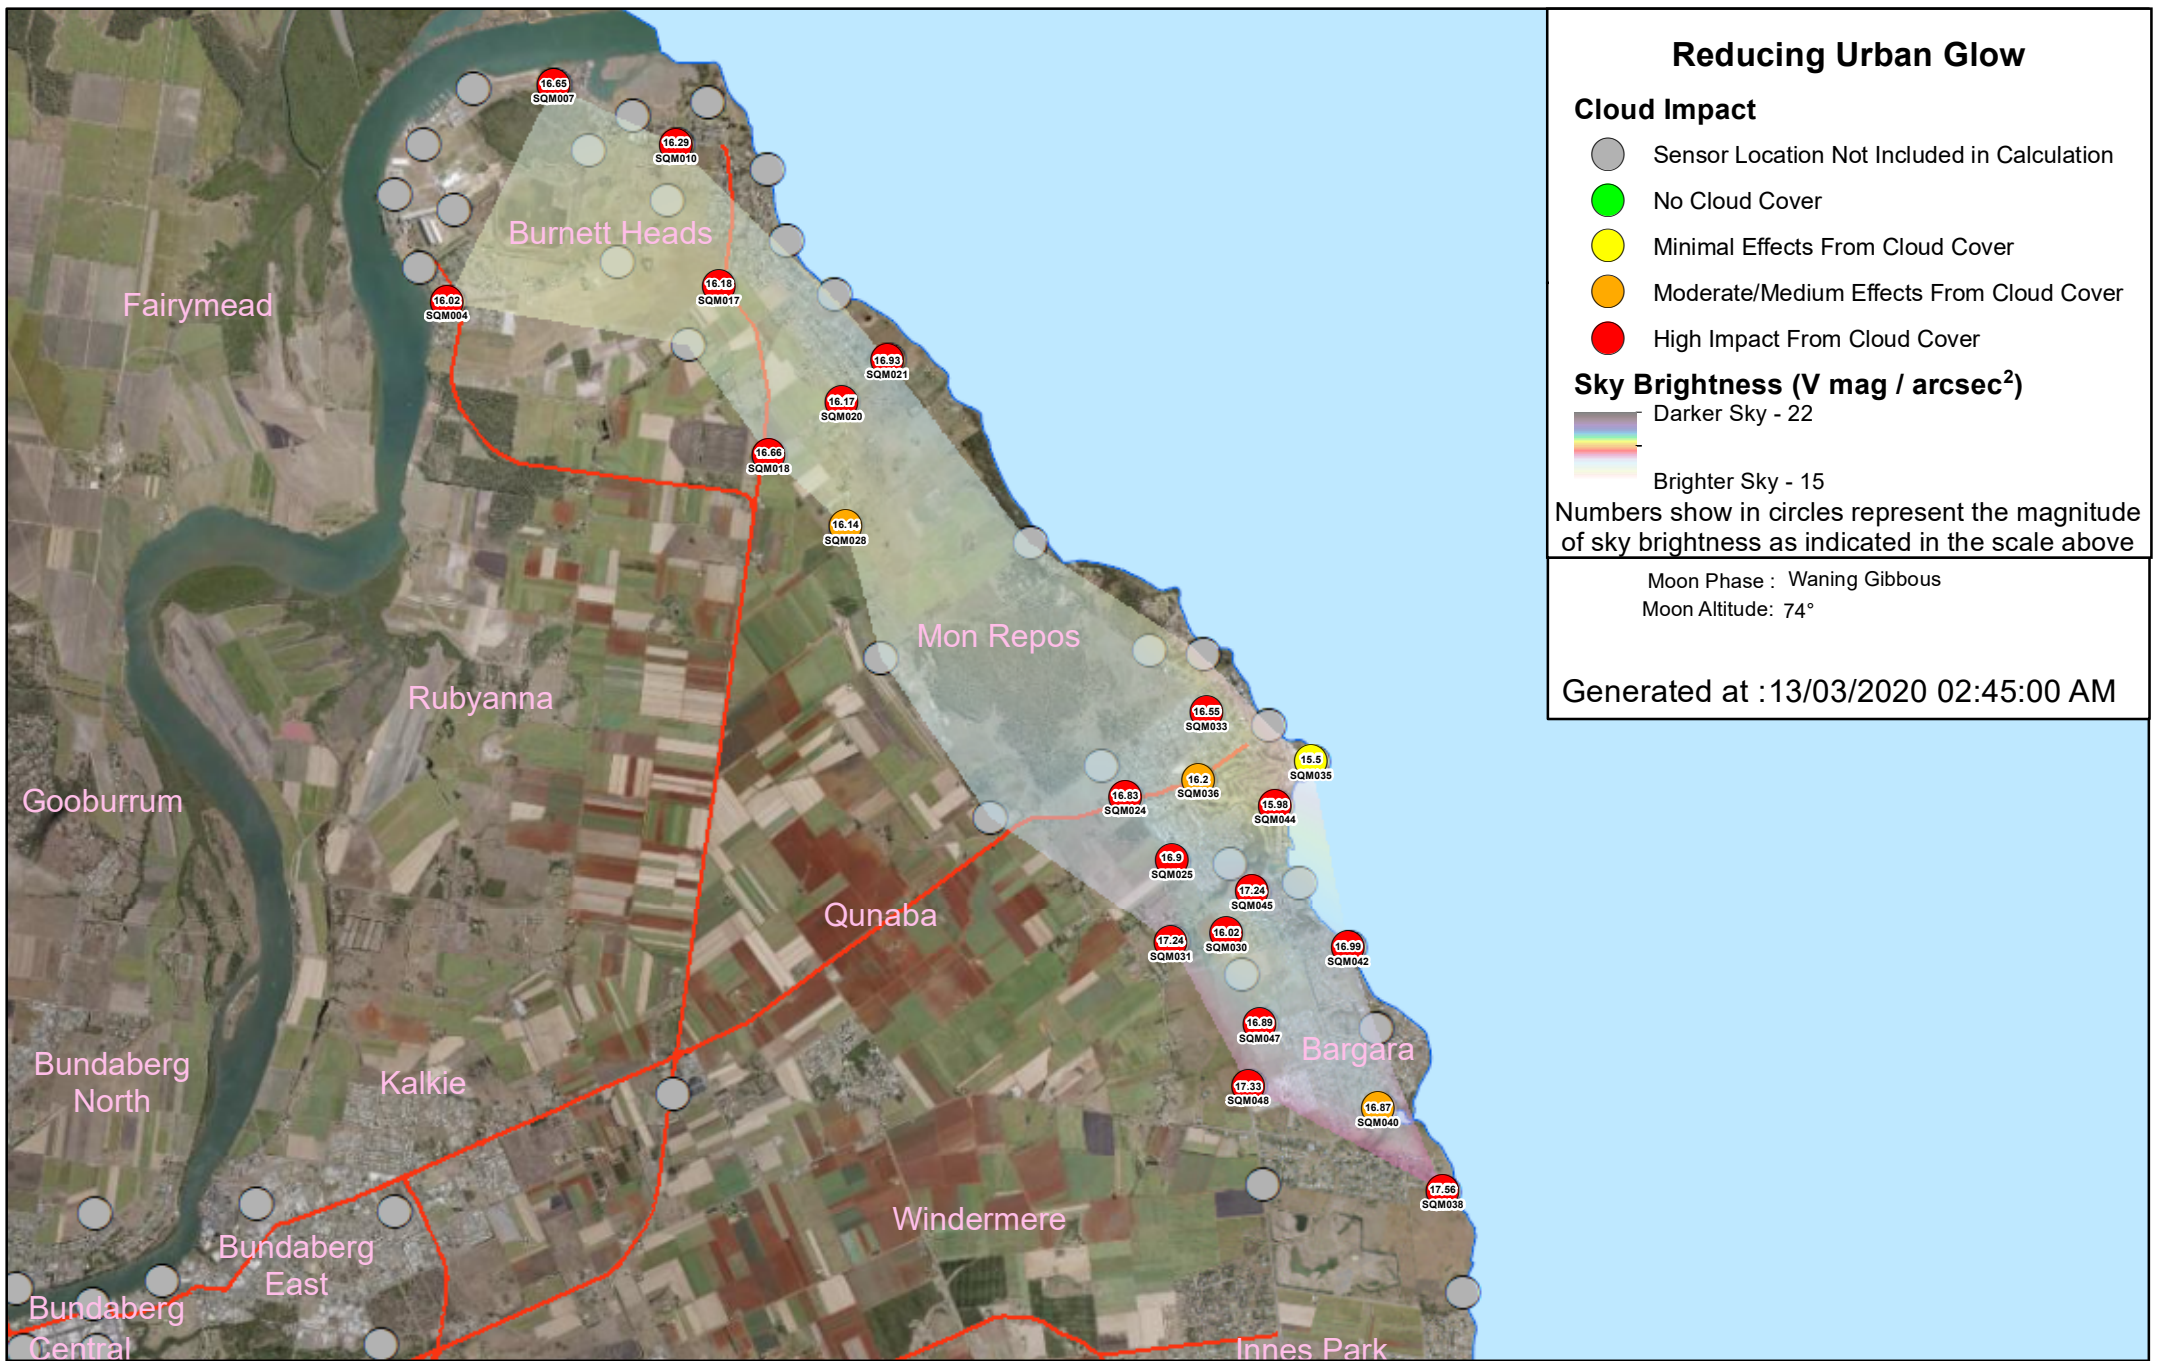 Reducing Urban Glow
Cloud Impact
Sensor Location Not Included in Calculation
No Cloud Cover
Minimal Effects From Cloud Cover
Moderate/Medium Effects From Cloud Cover
High Impact From Cloud Cover
Sky Brightness (V mag / arcsec²)
Darker Sky - 22
Brighter Sky - 15
Numbers show in circles represent the magnitude
of sky brightness as indicated in the scale above
Moon Phase : Waning Gibbous
Moon Altitude: 74°
Generated at :13/03/2020 02:45:00 AM
16.65
SQM007
16.29
SQM010
Burnett Heads
16.18
SQM017
16.02
SQM004
Fairymead
16.93
SQM021
16.17
SQM020
16.66
SQM018
16.14
SQM028
Mon Repos
Rubyanna
16.55
SQM033
15.5
SQM035
16.2
SQM036
16.83
SQM024
15.98
SQM044
Gooburrum
16.9
SQM025
17.24
SQM045
Qunaba
16.02
SQM030
17.24
SQM031
16.99
SQM042
16.89
SQM047
Bargara
Bundaberg
North
Kalkie
17.33
SQM048
16.87
SQM040
17.56
SQM038
Windermere
Bundaberg
East
Bundaberg
Central
Innes Park